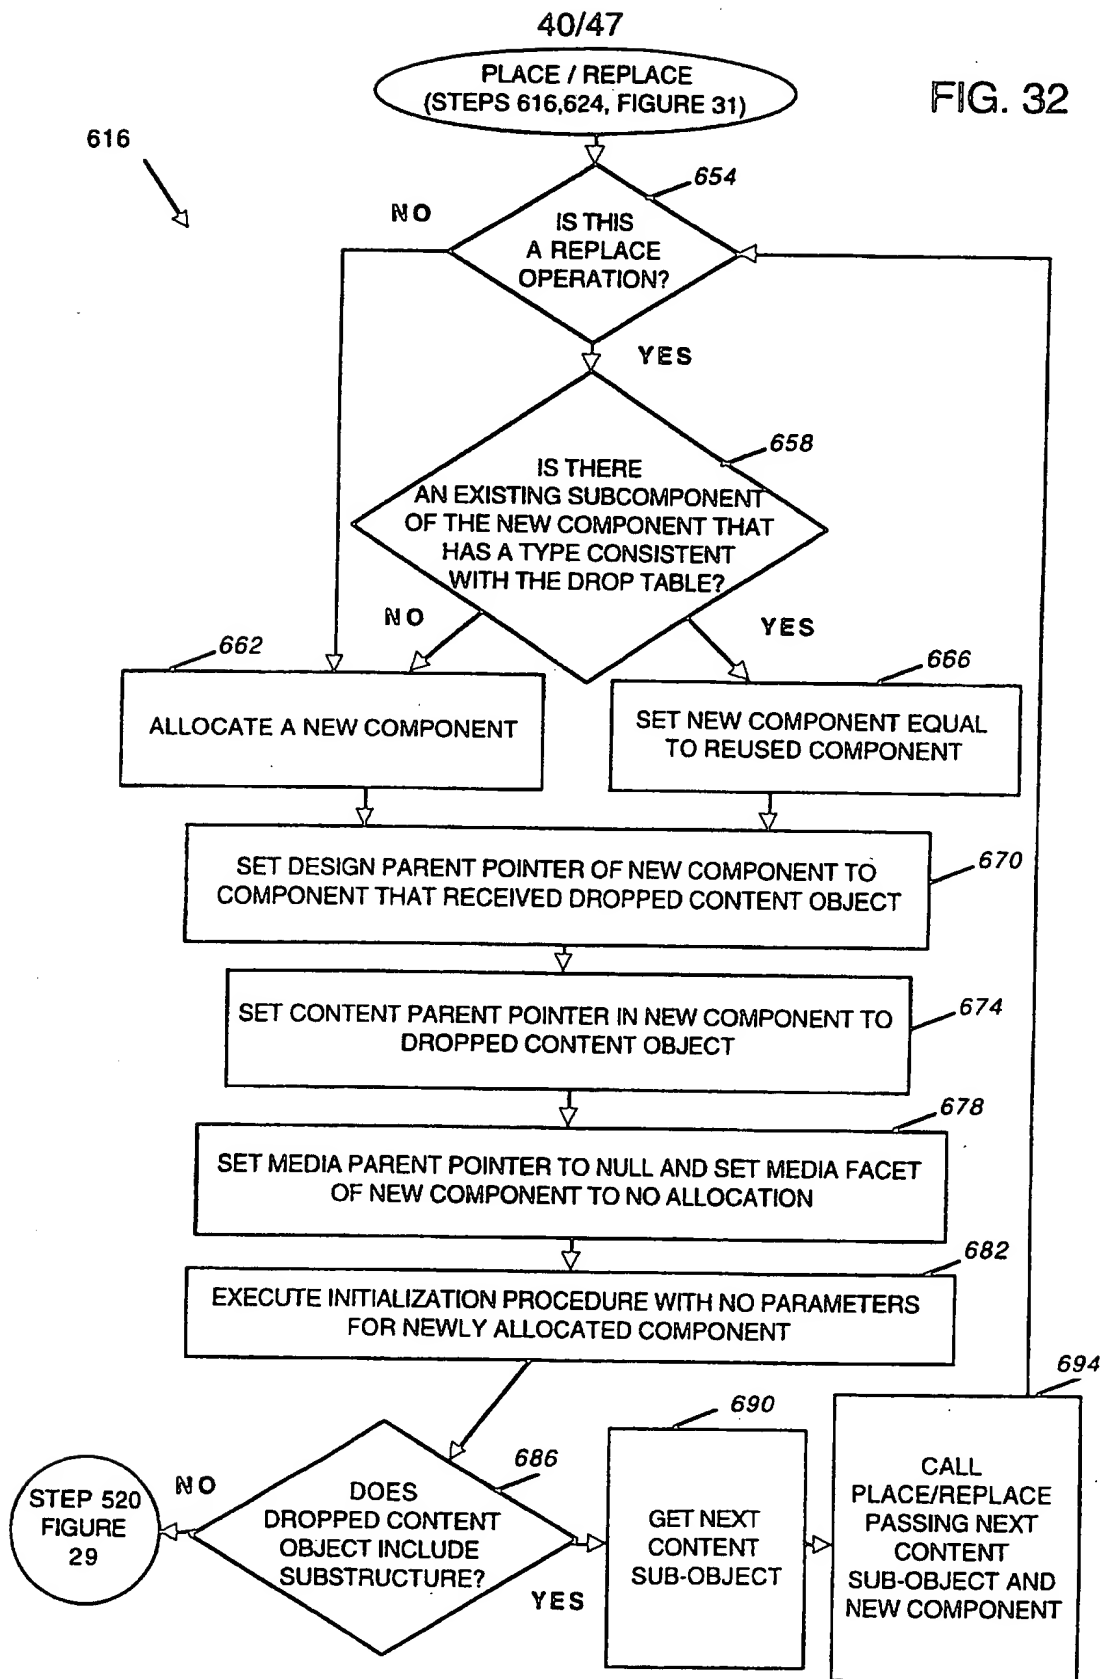 40/47
PLACE / REPLACE
(STEPS 616,624, FIGURE 31)
FIG. 32
616
654
NO
IS THIS
A REPLACE
OPERATION?
YES
658
IS THERE
AN EXISTING SUBCOMPONENT
OF THE NEW COMPONENT THAT
HAS A TYPE CONSISTENT
WITH THE DROP TABLE?
NO
YES
662
666
ALLOCATE A NEW COMPONENT
SET NEW COMPONENT EQUAL
TO REUSED COMPONENT
SET DESIGN PARENT POINTER OF NEW COMPONENT TO
COMPONENT THAT RECEIVED DROPPED CONTENT OBJECT
670
SET CONTENT PARENT POINTER IN NEW COMPONENT TO
DROPPED CONTENT OBJECT
674
678
SET MEDIA PARENT POINTER TO NULL AND SET MEDIA FACET
OF NEW COMPONENT TO NO ALLOCATION
682
EXECUTE INITIALIZATION PROCEDURE WITH NO PARAMETERS
FOR NEWLY ALLOCATED COMPONENT
694
690
686
NO
STEP 520
FIGURE
29
DOES
DROPPED CONTENT
OBJECT INCLUDE
SUBSTRUCTURE?
YES
GET NEXT
CONTENT
SUB-OBJECT
CALL
PLACE/REPLACE
PASSING NEXT
CONTENT
SUB-OBJECT AND
NEW COMPONENT